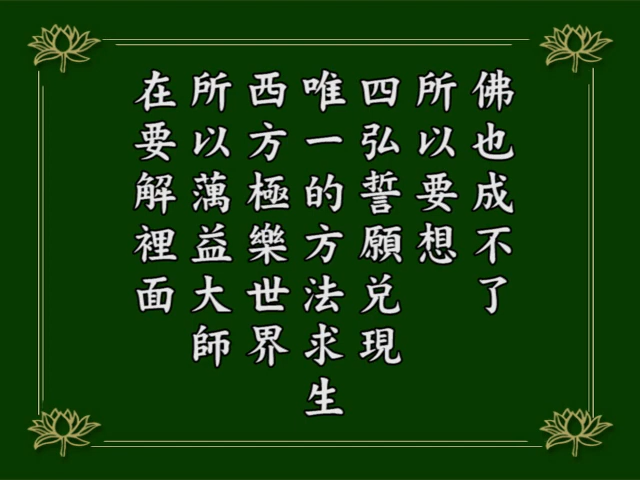 佛也成不了
所以要想
四弘誓願兌現
唯一的方法求生
西方極樂世界
所以蕅益大師
在要解裡面